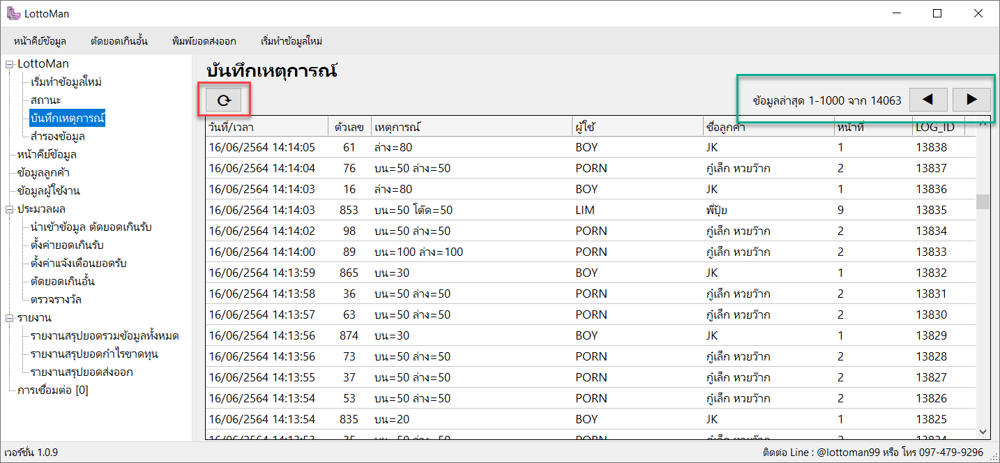 LottoMan
หน้าคีย์ข้อมูล ตัดยอดเกินอั้น พิมพ์ยอดส่งออก เริ่มทำข้อมูลใหม่
LottoMan
เริ่มทำข้อมูลใหม่
สถานะ
บันทึกเหตุการณ์
สำรองข้อมูล
หน้าคีย์ข้อมูล
ข้อมูลลูกค้า
ข้อมูลผู้ใช้งาน
ประมวลผล
นำเข้าข้อมูล ตัดยอดเกินรับ
ตั้งค่ายอดเกินรับ
ตั้งค่าแจ้งเตือนยอดรับ
ตัดยอดเกินอั้น
ตรวจรางวัล
รายงาน
รายงานสรุปยอดรวมข้อมูลทั้งหมด
รายงานสรุปยอดกำไรขาดทุน
รายงานสรุปยอดส่งออก
การเชื่อมต่อ [0]
บันทึกเหตุการณ์
ข้อมูลล่าสุด 1-1000 จาก 14063
วันที่/เวลา ตัวเลข เหตุการณ์ ผู้ใช้ ชื่อลูกค้า หน้าที่ LOG_ID
16/06/2564 14:14:05 61 ล่าง=80 BOY JK 1 13838
16/06/2564 14:14:04 76 บน=50 ล่าง=50 PORN กู๋เล็ก หวยว๊าก 2 13837
16/06/2564 14:14:03 16 ล่าง=80 BOY JK 1 13836
16/06/2564 14:14:03 853 บน=50 โต๊ด=50 LIM พี่ปุ้ย 9 13835
16/06/2564 14:14:02 98 บน=50 ล่าง=50 PORN กู๋เล็ก หวยว๊าก 2 13834
16/06/2564 14:14:00 89 บน=100 ล่าง=100 PORN กู๋เล็ก หวยว๊าก 2 13833
16/06/2564 14:13:59 865 บน=30 BOY JK 1 13832
16/06/2564 14:13:58 36 บน=50 ล่าง=50 PORN กู๋เล็ก หวยว๊าก 2 13831
16/06/2564 14:13:57 63 บน=50 ล่าง=50 PORN กู๋เล็ก หวยว๊าก 2 13830
16/06/2564 14:13:56 874 บน=30 BOY JK 1 13829
16/06/2564 14:13:56 73 บน=50 ล่าง=50 PORN กู๋เล็ก หวยว๊าก 2 13828
16/06/2564 14:13:55 37 บน=50 ล่าง=50 PORN กู๋เล็ก หวยว๊าก 2 13827
16/06/2564 14:13:54 53 บน=50 ล่าง=50 PORN กู๋เล็ก หวยว๊าก 2 13826
16/06/2564 14:13:54 835 บน=20 BOY JK 1 13825
16/06/2564 14:13:53 35 บน=50 ล่าง=50 PORN กู๋เล็ก หวยว๊าก 2 13824
เวอร์ชั่น 1.0.9 ติดต่อ Line : @lottoman99 หรือ โทร 097-479-9296